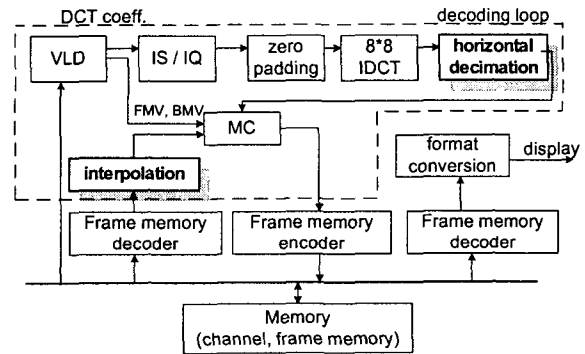 DCT coeff.
decoding loop
VLD
IS / IQ
zero
padding
8*8
IDCT
horizontal
decimation
FMV, BMV
MC
interpolation
format
conversion
display
Frame memory
decoder
Frame memory
encoder
Frame memory
decoder
Memory
(channel, frame memory)